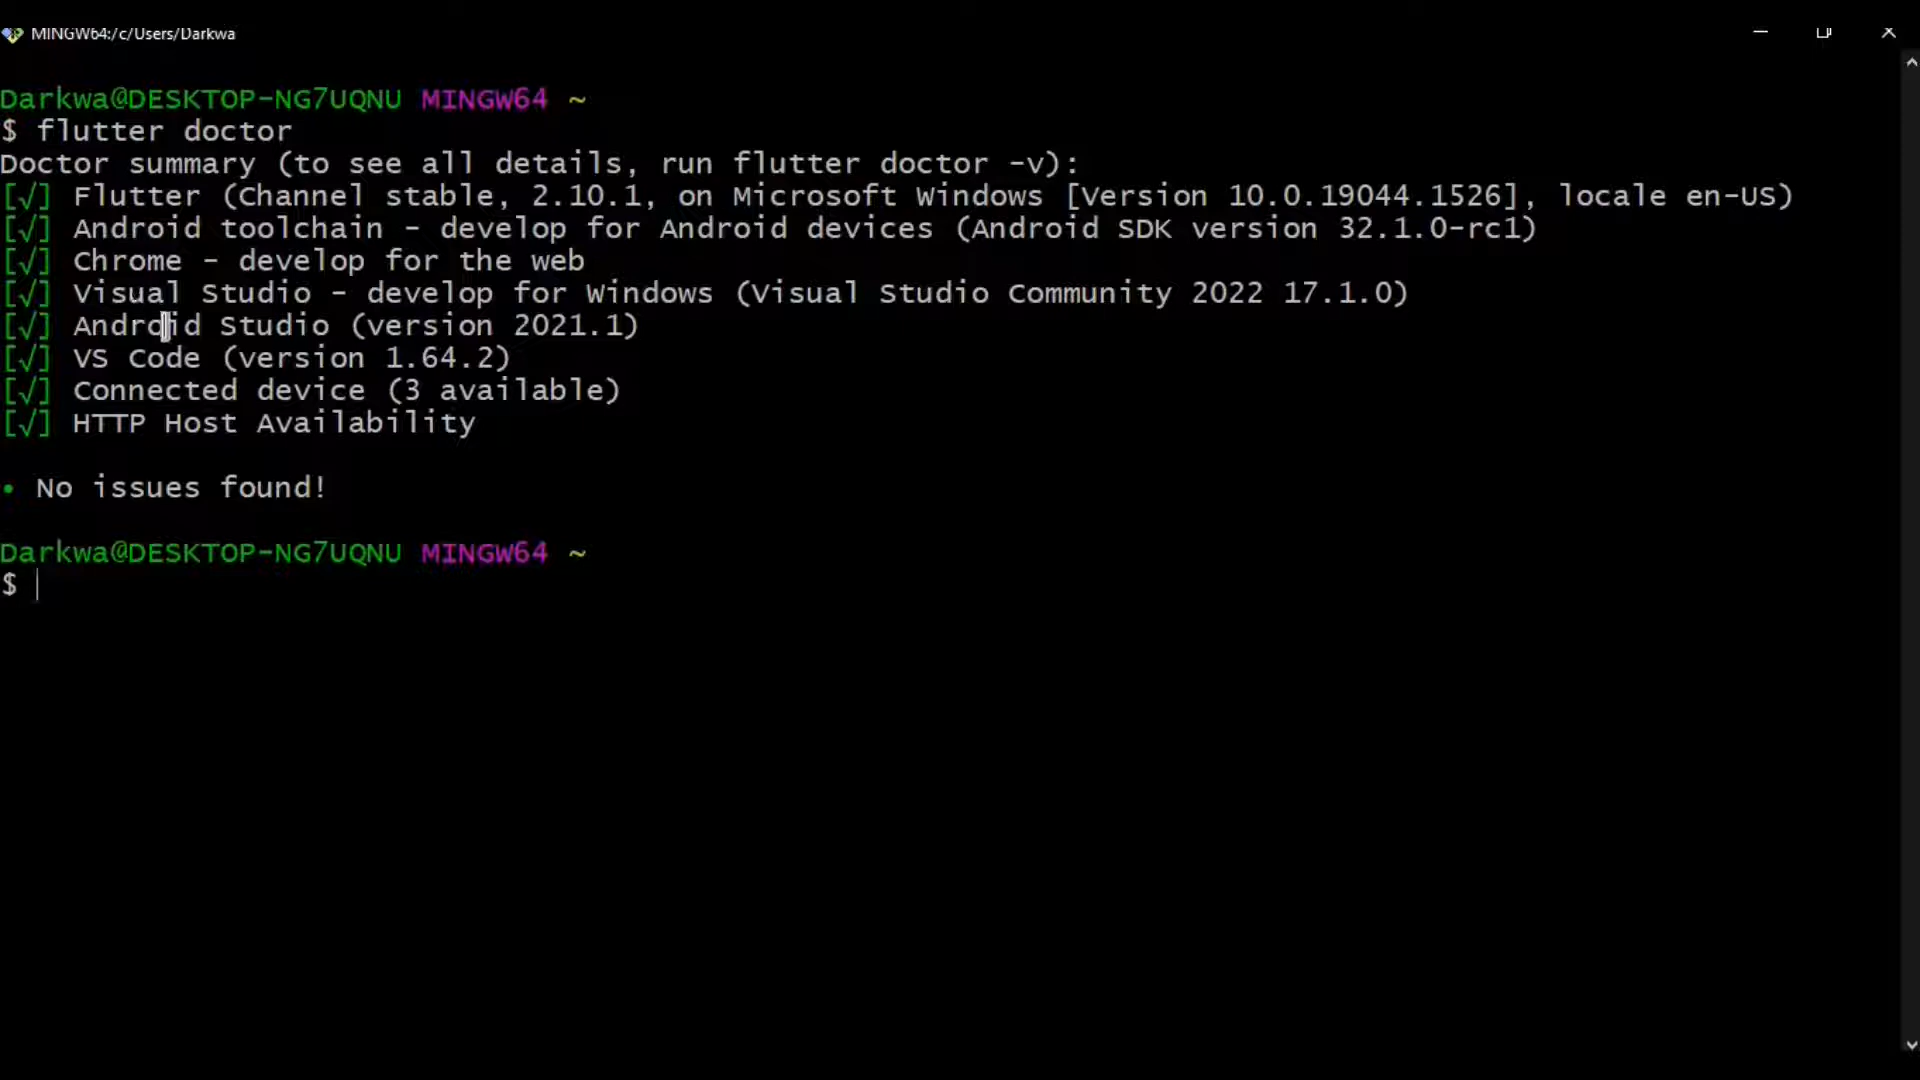 MINGW64:/c/Users/Darkwa
Darkwa@DESKTOP-NG7UQNU MINGW64 ~
$ flutter doctor
Doctor summary (to see all details, run flutter doctor -v):
[√] Flutter (Channel stable, 2.10.1, on Microsoft Windows [Version 10.0.19044.1526], locale en-US)
[√] Android toolchain - develop for Android devices (Android SDK version 32.1.0-rc1)
[√] Chrome - develop for the web
[√] Visual Studio - develop for Windows (Visual Studio Community 2022 17.1.0)
[√] Android Studio (version 2021.1)
[√] VS Code (version 1.64.2)
[√] Connected device (3 available)
[√] HTTP Host Availability
• No issues found!
Darkwa@DESKTOP-NG7UQNU MINGW64 ~
$